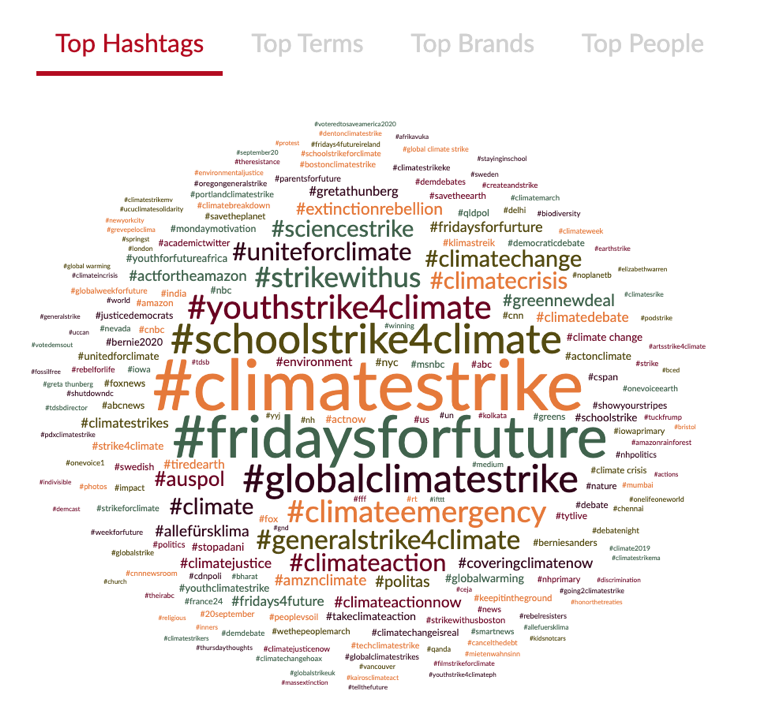 Top Hashtags Top Terms Top Brands Top People
#voteredtosaveamerica2020
#dentonclimatestrike #afrikavuka
#protest #fridays4futureireland
#september20 #schoolstrikeforclimate #global climate strike
#theresistance #bostonclimatestrike #stayinginschool
#environmentaljustice #climatestrikeke #sweden
#oregongeneralstrike #parentsforfuture #demdebates #createandstrike
#portlandclimatestrike #gretathunberg #savetheearth #climatemarch
#climatestrikemv #climatebreakdown #extinctionrebellion #delhi
#ucuclimatesolidarity #savetheplanet #qldpol #biodiversity
#newyorkcity #mondaymotivation #sciencestrike #fridaysforfurture #climateweek
#grevepeloclima
#springst #academictwitter #klimastreik #democraticdebate
#london #uniteforclimate #climatechange #earthstrike
#youthforfutureafrica
#global warming #actfortheamazon #strikewithus #climatecrisis #noplanetb #elizabethwarren
#climateincrisis
#globalweekforfuture #india #nbc #greennewdeal #climatesrike
#world #amazon #youthstrike4climate
#generalstrike #justicedemocrats #cnn #climatedebate #podstrike
#uccan #nevada #cnbc #winning
#votedemsout #bernie2020 #schoolstrike4climate #climate change #artsstrike4climate
#unitedforclimate #actonclimate
#fossilfree #rebelforlife #iowa #tdsb #environment #nyc #msnbc #abc #strike
#greta thunberg #foxnews #climatestrike #cspan #bced
#shutdowndc #onevoiceearth
#tdsbdirector #abcnews #showyourstripes
#climatestrikes #yyj #nh #actnow #us #un #kolkata #greens #schoolstrike #tuckfrump
#pdxclimatestrike #fridaysforfuture #iowaprimary #bristol
#strike4climate #amazonrainforest
#nhpolitics
#onevoice1 #swedish #tiredearth #medium #climate crisis #actions
#indivisible #photos #impact #auspol #globalclimatestrike #nature #mumbai
#demcast #strikeforclimate #climate #fff #rt #ifttt #debate #onelifeoneworld
#fox #climateemergency #tytlive #chennai
#weekforfuture #allefürsklima #gnd #debatenight
#globalstrike #politics #stopadani #generalstrike4climate #berniesanders #climate2019
#climatejustice #climateaction #coveringclimatenow #climatestrikema
#church #cnnnewsroom #cdnpoli #bharat #amznclimate #politas #globalwarming #nhprimary #discrimination
#youthclimatestrike #ceja #going2climatestrike
#theirabc #france24 #fridays4future #climateactionnow #keepitintheground #honorthetreaties
#religious #20september #peoplesvoil #takeclimateaction #news #rebelresisters
#inners #strikewithusboston #allefuersklima
#climatestrikers #demdebate #wethepeoplemarch #climatechangeisreal #smartnews #kidsnotcars
#thursdaythoughts #climatejusticenow #techclimatestrike #qanda #cancelthedebt
#climatechangehoax #globalclimatestrikes #mietenwahnsinn
#vancouver #filmstrikeforclimate
#globalstrikeuk #kairosclimateact #youthstrike4climateph
#massextinction #tellthefuture